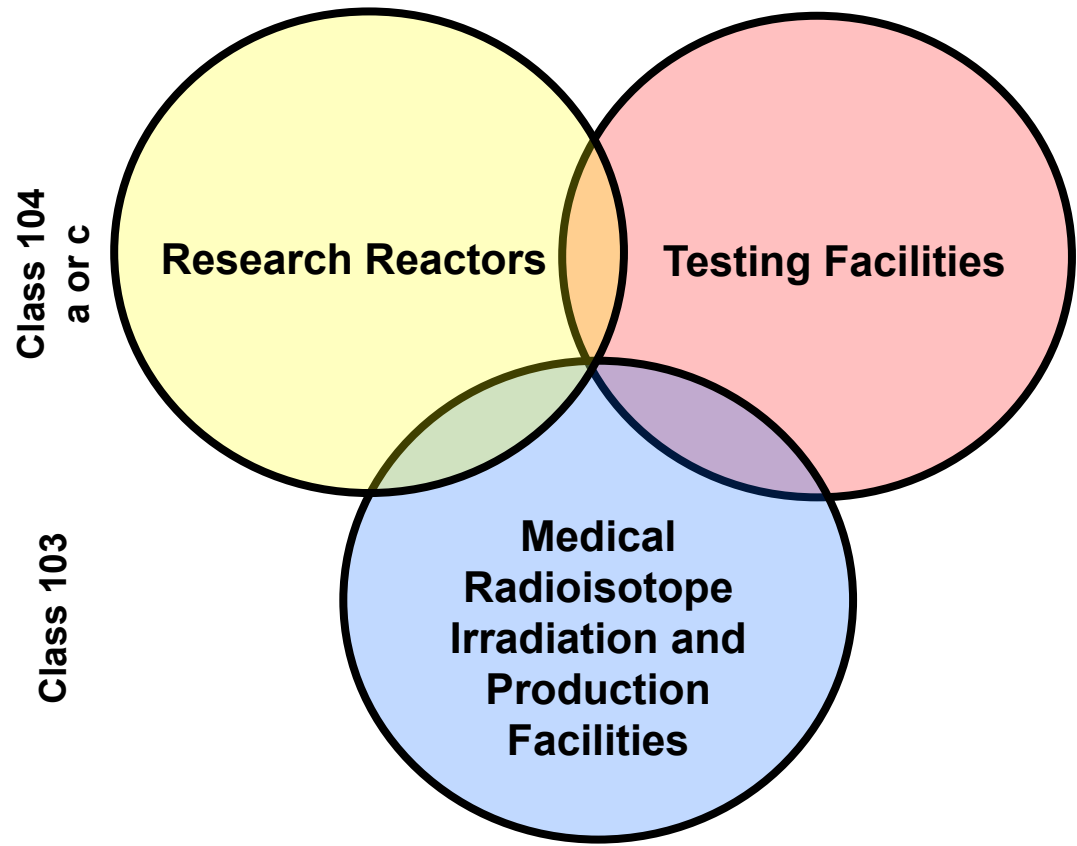 Class 104
a or c
Research Reactors
Testing Facilities
Class 103
Medical
Radioisotope
Irradiation and
Production
Facilities